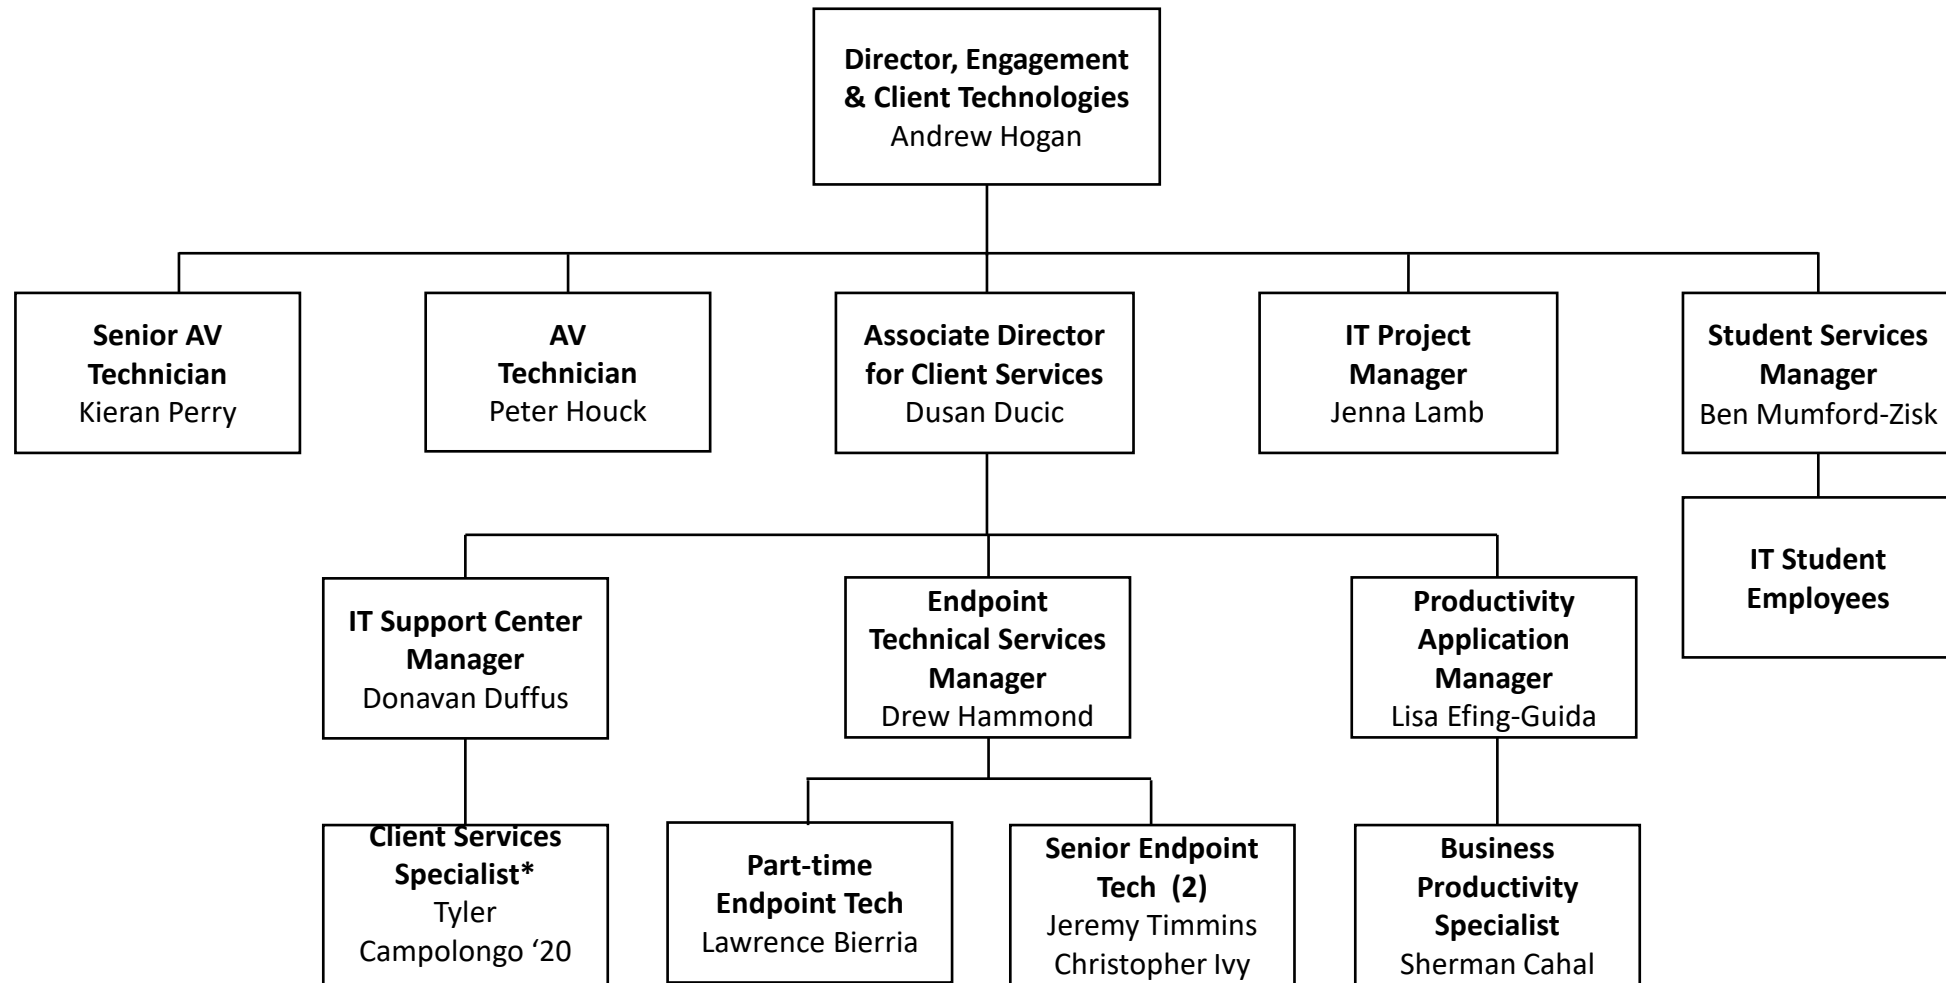 Director, Engagement
& Client Technologies
Andrew Hogan
Senior AV
Technician
Kieran Perry
AV
Technician
Peter Houck
Associate Director
for Client Services
Dusan Ducic
IT Project
Manager
Jenna Lamb
Student Services
Manager
Ben Mumford-Zisk
IT Student
Employees
IT Support Center
Manager
Donavan Duffus
Endpoint
Technical Services
Manager
Drew Hammond
Productivity
Application
Manager
Lisa Efing-Guida
Client Services
Specialist*
Tyler
Campolongo ‘20
Part-time
Endpoint Tech
Lawrence Bierria
Senior Endpoint
Tech  (2)
Jeremy Timmins
Christopher Ivy
Business
Productivity
Specialist
Sherman Cahal